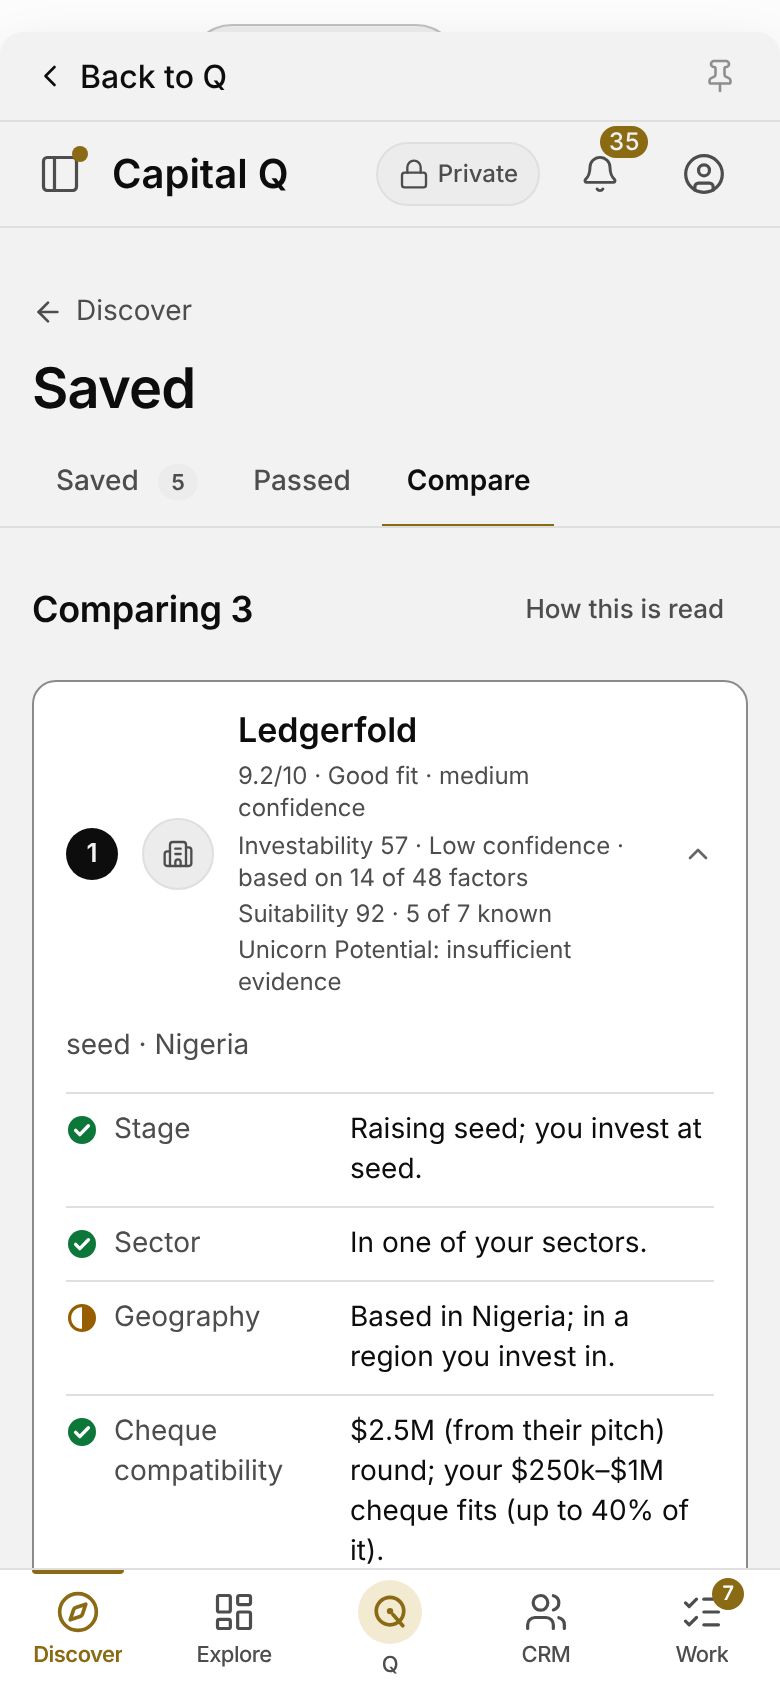 Back to Q
Capital Q
Private
35
Discover
Saved
Saved 5
Passed
Compare
Comparing 3
How this is read
1
Ledgerfold
9.2/10 · Good fit · medium
confidence
Investability 57 · Low confidence ·
based on 14 of 48 factors
Suitability 92 · 5 of 7 known
Unicorn Potential: insufficient
evidence
seed · Nigeria
Stage
Raising seed; you invest at
seed.
Sector
In one of your sectors.
Geography
Based in Nigeria; in a
region you invest in.
Cheque
compatibility
$2.5M (from their pitch)
round; your $250k–$1M
cheque fits (up to 40% of
it).
Discover
Explore
Q
CRM
7
Work